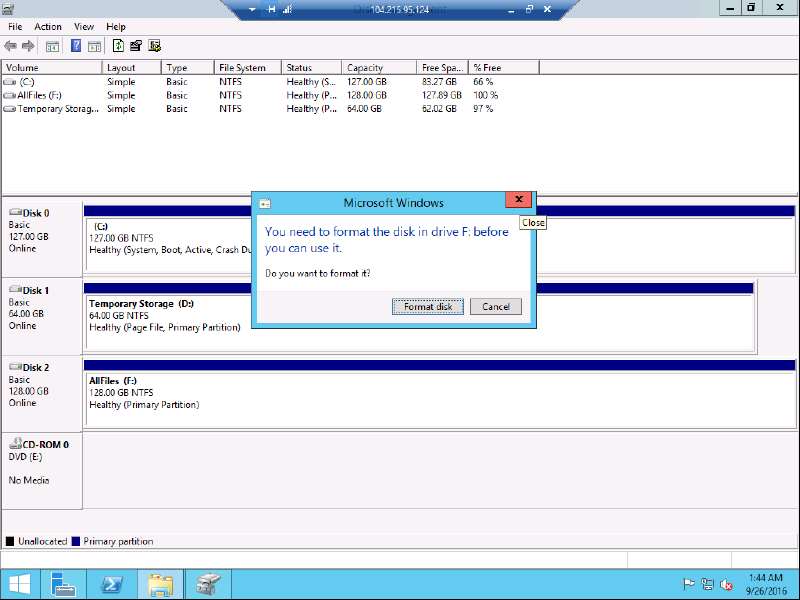 104.215.95.124
File Action View Help
Volume Layout Type File System Status Capacity Free Spa... % Free
(C:) Simple Basic NTFS Healthy (S... 127.00 GB 83.27 GB 66 %
AllFiles (F:) Simple Basic NTFS Healthy (P... 128.00 GB 127.89 GB 100 %
Temporary Storag... Simple Basic NTFS Healthy (P... 64.00 GB 62.02 GB 97 %
Disk 0
Basic
127.00 GB
Online
(C:)
127.00 GB NTFS
Healthy (System, Boot, Active, Crash Du
Microsoft Windows
Close
You need to format the disk in drive F: before
you can use it.
Do you want to format it?
Format disk Cancel
Disk 1
Basic
64.00 GB
Online
Temporary Storage (D:)
64.00 GB NTFS
Healthy (Page File, Primary Partition)
Disk 2
Basic
128.00 GB
Online
AllFiles (F:)
128.00 GB NTFS
Healthy (Primary Partition)
CD-ROM 0
DVD (E:)
No Media
Unallocated Primary partition
1:44 AM
9/26/2016